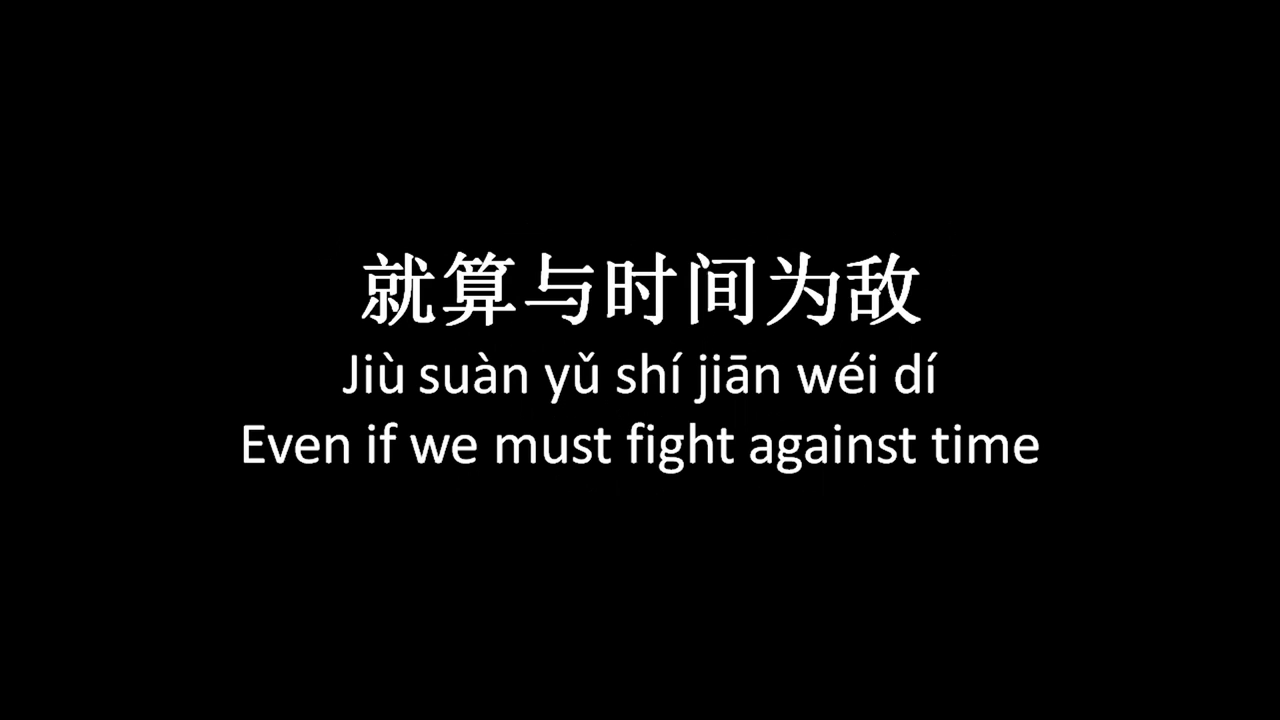 就算与时间为敌
Jiù suàn yǔ shí jiān wéi dí
Even if we must fight against time